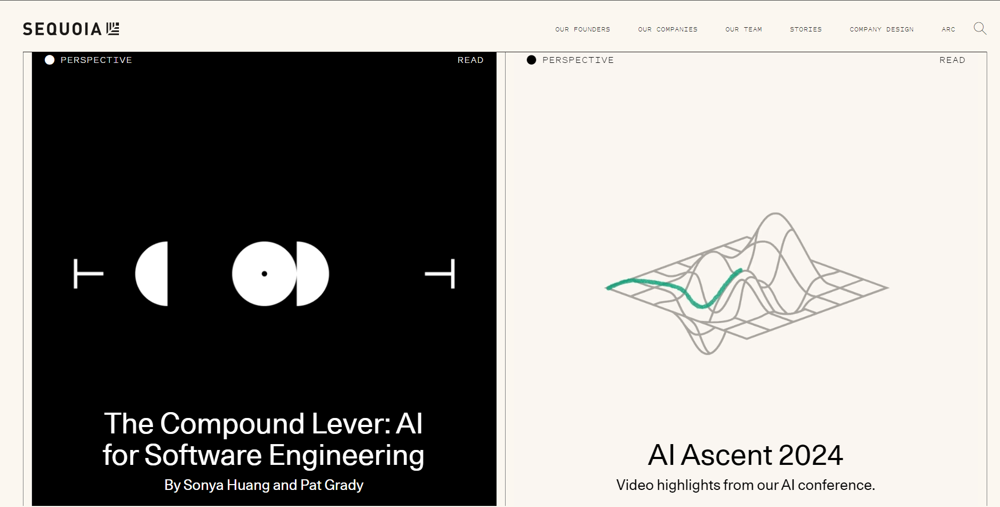 SEQUOIA
OUR FOUNDERS OUR COMPANIES OUR TEAM STORIES COMPANY DESIGN ARC
PERSPECTIVE READ
The Compound Lever: AI
for Software Engineering
By Sonya Huang and Pat Grady
PERSPECTIVE READ
AI Ascent 2024
Video highlights from our AI conference.